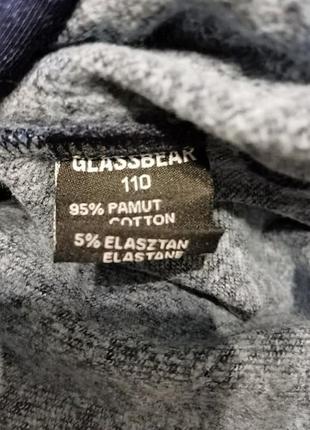 GLASSBEAR
110
95% PAMUT
COTTON
5% ELASZTAN
ELASTANE